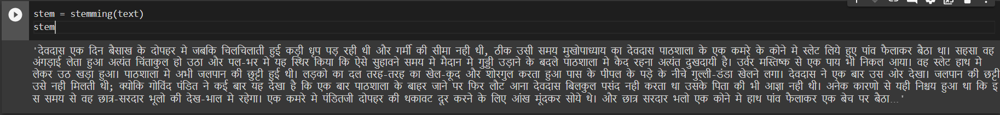 stem = stemming(text)
stem
'देवदास एक दिन बैसाख के दोपहर मे जबकि चिलचिलाती हुई कड़ी धूप पड़ रही थी और गर्मी की सीमा नही थी, ठीक उसी समय मुखोपाध्याय का देवदास पाठशाला के एक कमरे के कोने मे स्लेट लिये हुए पांव फैलाकर बैठा था। सहसा वह
अंगड़ाई लेता हुआ अत्यंत चिंताकुल हो उठा और पल-भर मे यह स्थिर किया कि ऐसे सुहावने समय मे मैदान मे गुड्डी उड़ाने के बदले पाठशाला मे कैद रहना अत्यंत दुखदायी है। उर्वर मस्तिष्क से एक पाय भी निकल आया। वह स्लेट हाथ मे
लेकर उठ खड़ा हुआ। पाठशाला मे अभी जलपान की छुट्टी हुई थी। लड़को का दल तरह-तरह का खेल-कूद और शोरगुल करता हुआ पास के पीपल के पड़े के नीचे गुल्ली-डंडा खेलने लगा। देवदास ने एक बार उस ओर देखा। जलपान की छट्टी
उसे नही मिलती थी; क्योकि गोविंद पंडित ने कई बार यह देखा है कि एक बार पाठशाला के बाहर जाने पर फिर लौट आना देवदास बिलकुल पसंद नही करता था उसके पिता की भी आज्ञा नही थी। अनेक कारणो से यही निश्चय हुआ था कि इ
स समय से वह छात्र-सरदार भूलो की देख-भाल मे रहेगा। एक कमरे मे पंडितजी दोपहर की थकावट दूर करने के लिए आंख मूंदकर सोये थे। और छात्र सरदार भलो एक कोने मे हाथ पांव फैलाकर एक बेच पर बैठा...'